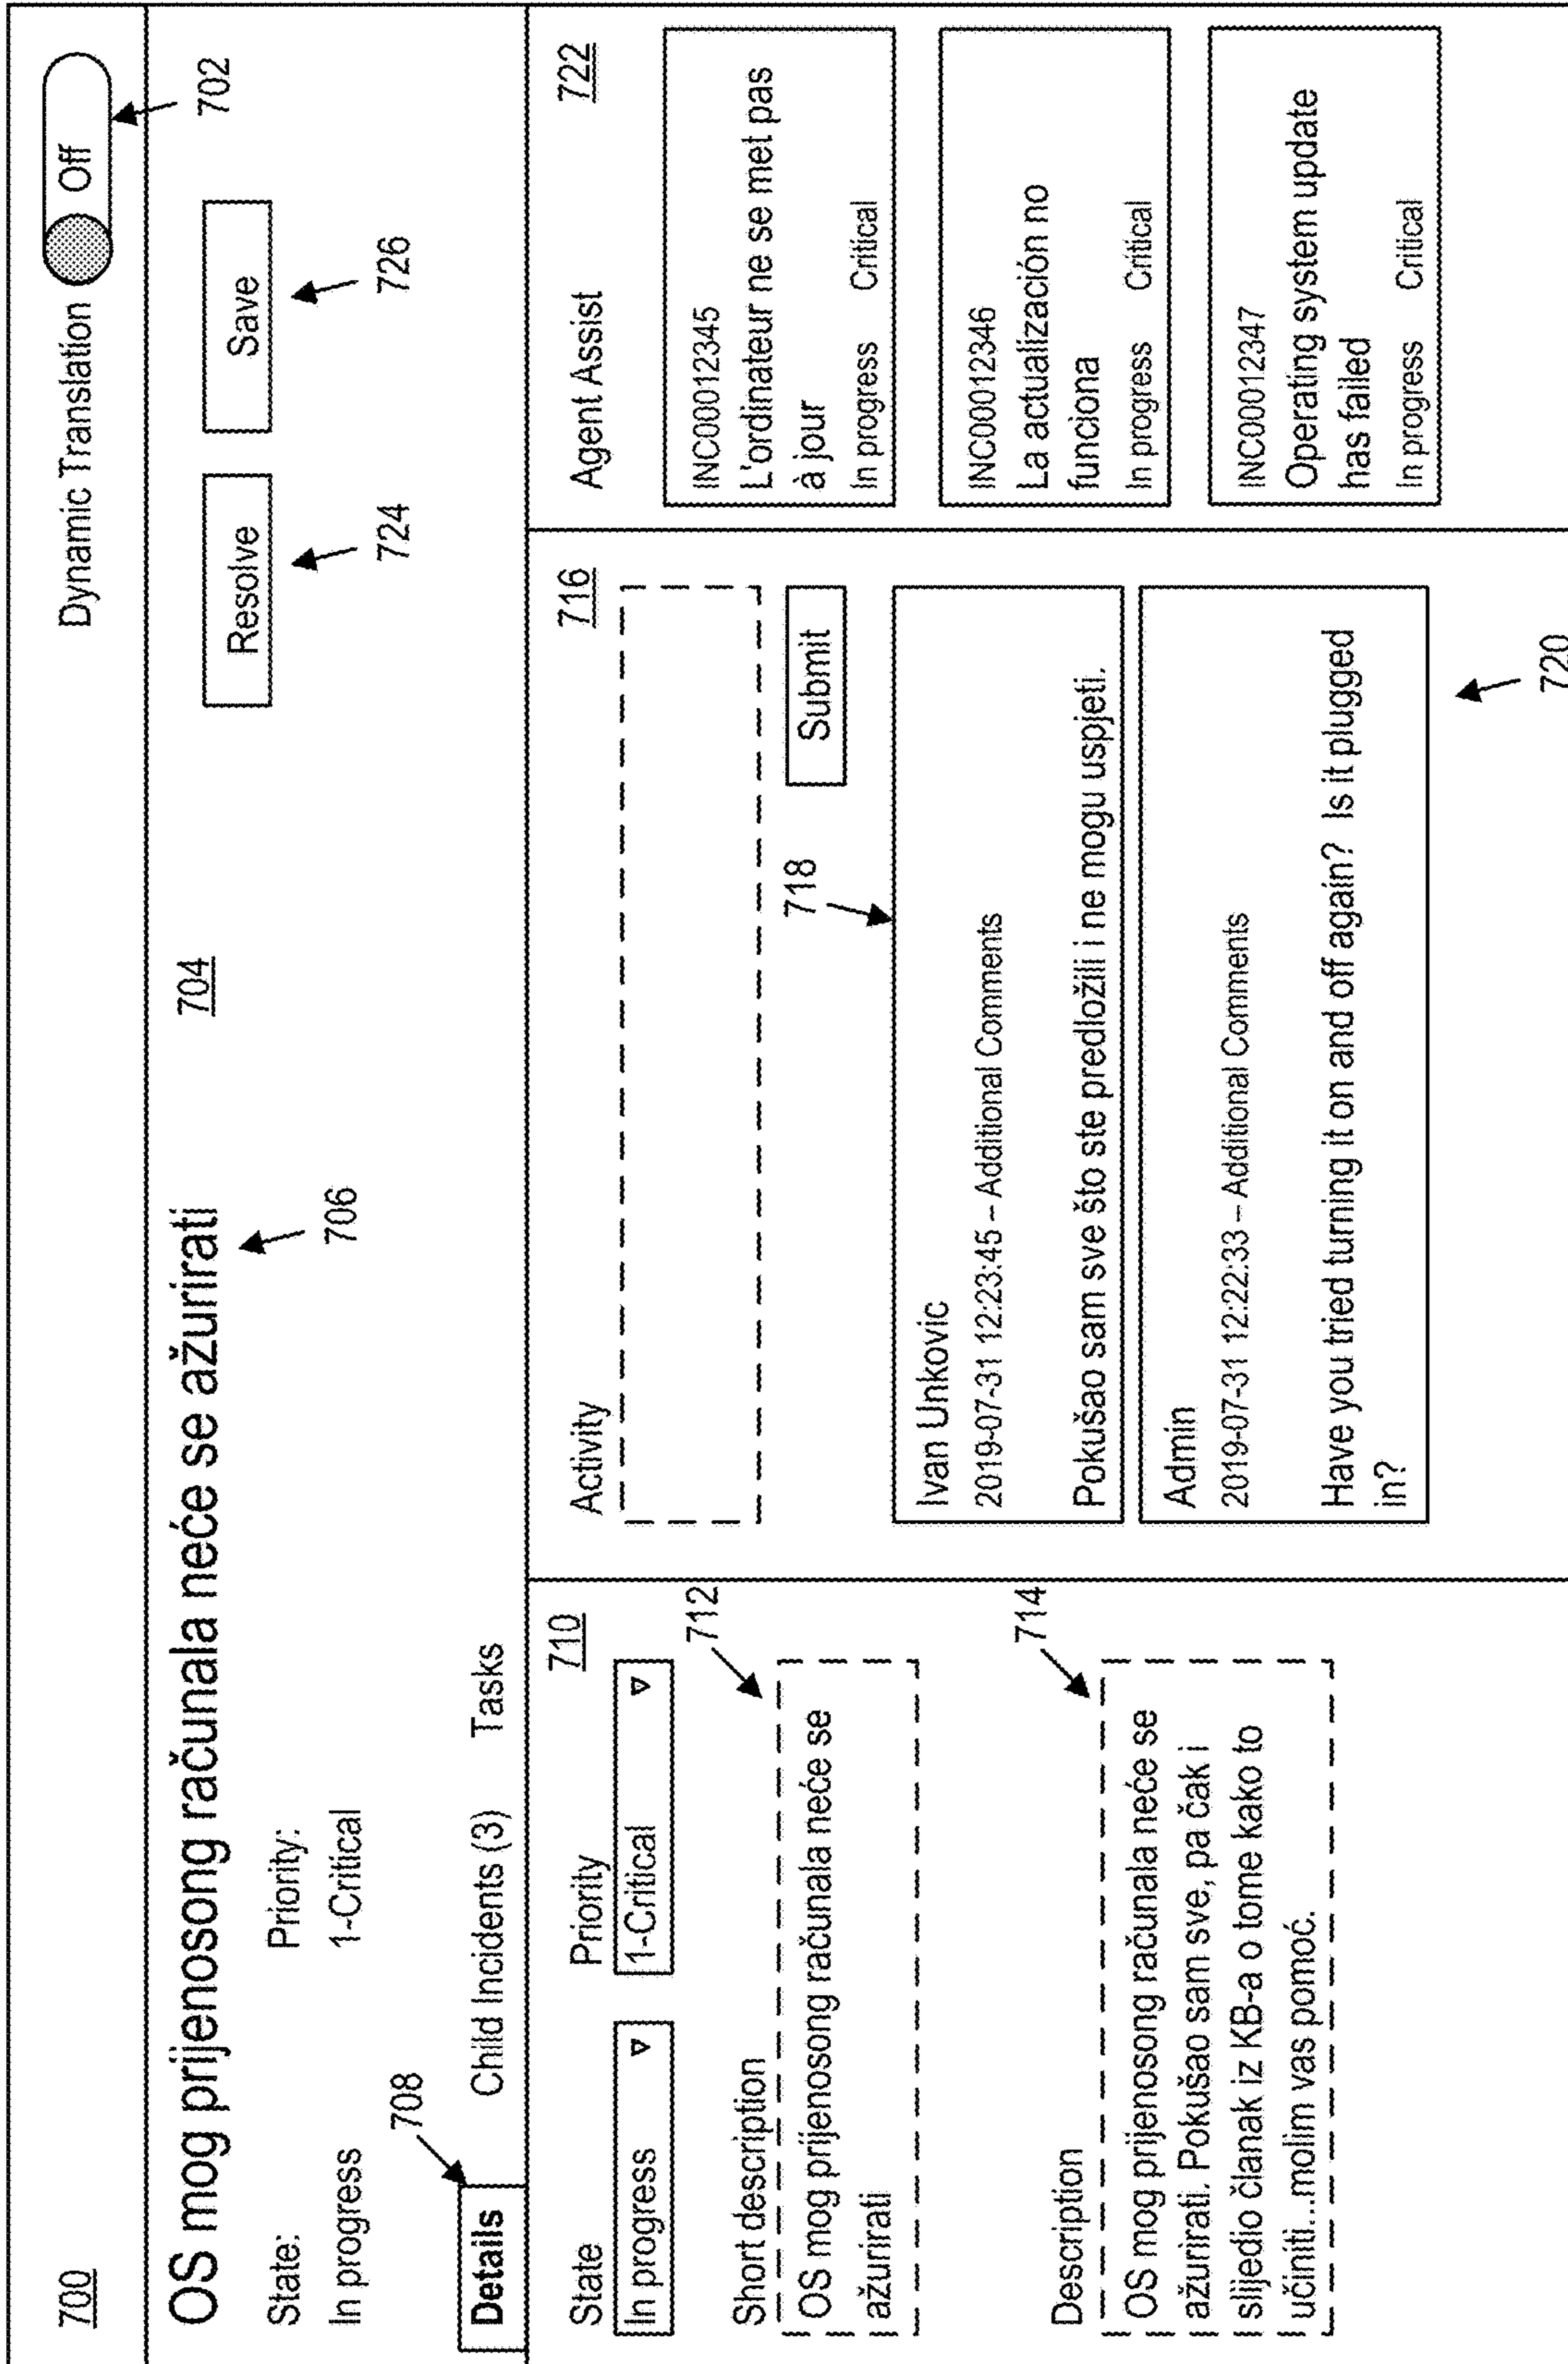 700
Dynamic Translation
Off
702
OS mog prijenosong računala neće se ažurirati
704
706
State:
In progress
Priority:
1-Critical
Resolve
724
Save
726
708
Details
Child Incidents (3)
Tasks
710
State
In progress
Priority
1-Critical
Short description
712
OS mog prijenosong računala neće se
ažurirati
714
Description
OS mog prijenosong računala neće se
ažurirati. Pokušao sam sve, pa čak i
slijedio članak iz KB-a o tome kako to
učiniti...molim vas pomoć.
Activity
716
Submit
718
Ivan Unkovic
2019-07-31 12:23:45 – Additional Comments
Pokušao sam sve što ste predložili i ne mogu uspjeti.
Admin
2019-07-31 12:22:33 – Additional Comments
Have you tried turning it on and off again? Is it plugged
in?
720
Agent Assist
722
INC00012345
L'ordinateur ne se met pas
à jour
In progress Critical
INC00012346
La actualización no
funciona
In progress Critical
INC00012347
Operating system update
has failed
In progress Critical